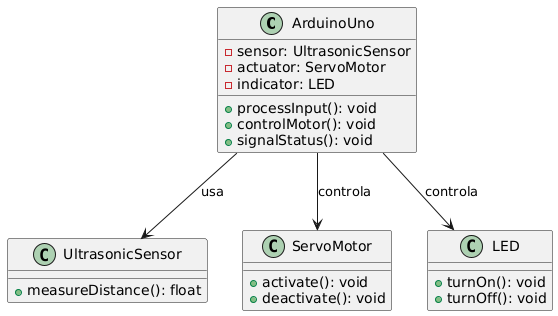 C ArduinoUno
sensor: UltrasonicSensor
actuator: ServoMotor
indicator: LED
processInput(): void
controlMotor(): void
signalStatus(): void
usa
controla
controla
C UltrasonicSensor
measureDistance(): float
C ServoMotor
activate(): void
deactivate(): void
C LED
turnOn(): void
turnOff(): void